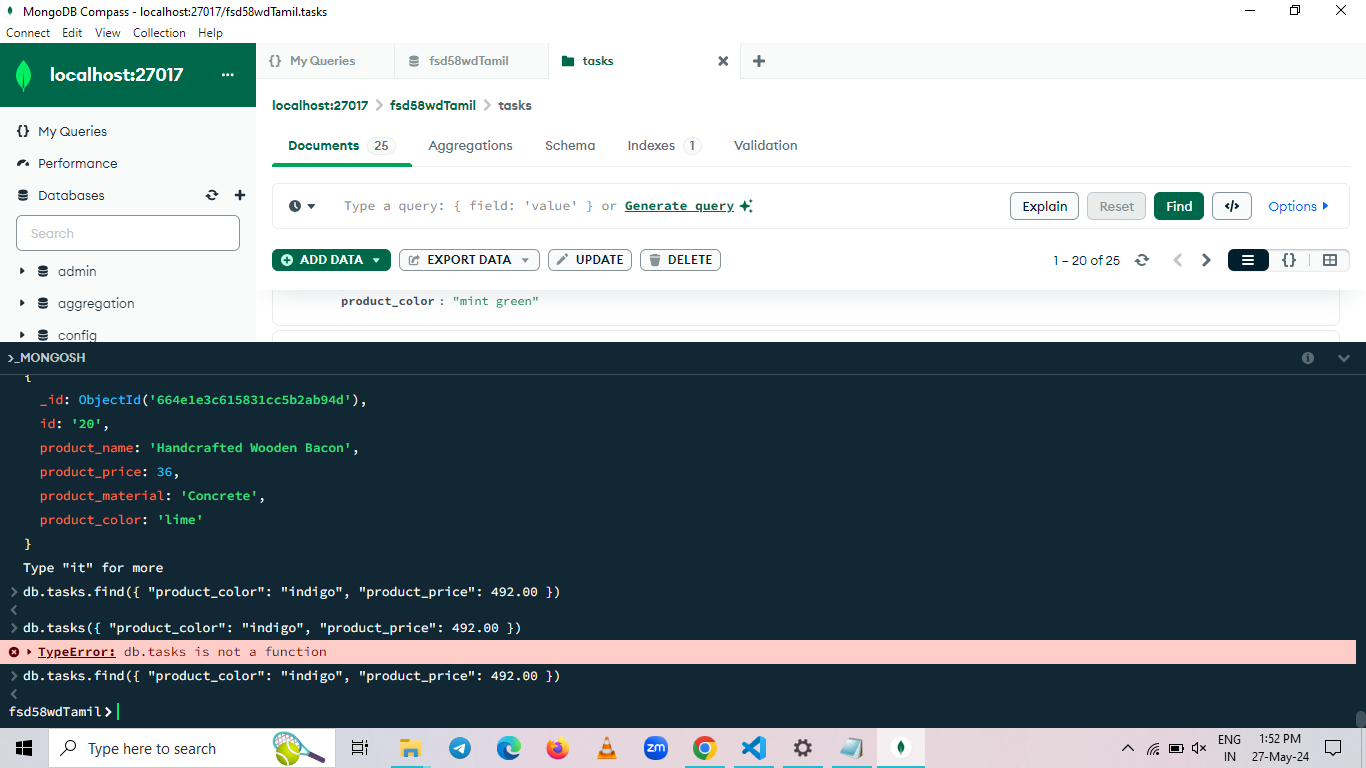 MongoDB Compass - localhost:27017/fsd58wdTamil.tasks
Connect Edit View Collection Help
localhost:27017 ...
{} My Queries fsd58wdTamil tasks
localhost:27017 > fsd58wdTamil > tasks
{} My Queries
Performance
Databases
Search
admin
aggregation
config
Documents 25 Aggregations Schema Indexes 1 Validation
Type a query: { field: 'value' } or Generate query
Explain Reset Find </> Options
ADD DATA EXPORT DATA UPDATE DELETE
1 – 20 of 25
{}
product_color : "mint green"
>_MONGOSH
{
_id: ObjectId('664e1e3c615831cc5b2ab94d'),
id: '20',
product_name: 'Handcrafted Wooden Bacon',
product_price: 36,
product_material: 'Concrete',
product_color: 'lime'
}
Type "it" for more
> db.tasks.find({ "product_color": "indigo", "product_price": 492.00 })
<
> db.tasks({ "product_color": "indigo", "product_price": 492.00 })
TypeError: db.tasks is not a function
> db.tasks.find({ "product_color": "indigo", "product_price": 492.00 })
<
fsd58wdTamil>
Type here to search
zm
ENG
IN
1:52 PM
27-May-24